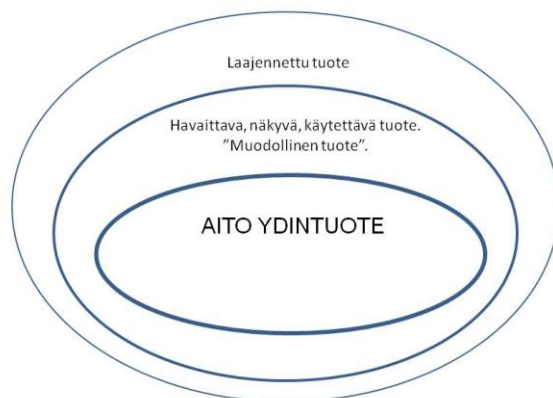 Laajennettu tuote
Havaittava, näkyvä, käytettävä tuote.
”Muodollinen tuote”.
AITO YDINTUOTE